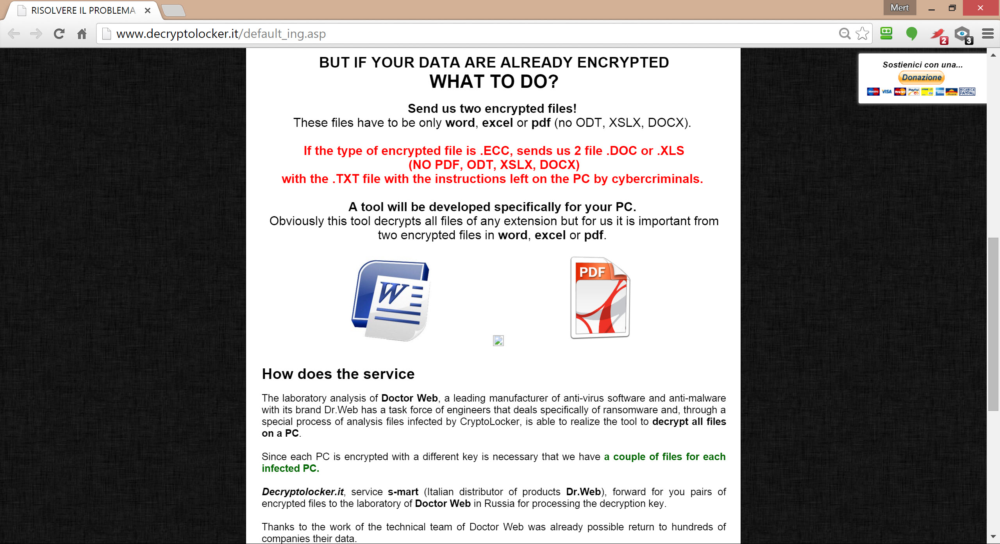 RISOLVERE IL PROBLEMA
Mert
www.decryptolocker.it/default_ing.asp
2
3
BUT IF YOUR DATA ARE ALREADY ENCRYPTED
WHAT TO DO?
Sostienici con una...
Donazione
Maestro VISA PayPal Aura RICARICA PAYPAL
Send us two encrypted files!
These files have to be only word, excel or pdf (no ODT, XSLX, DOCX).
If the type of encrypted file is .ECC, sends us 2 file .DOC or .XLS
(NO PDF, ODT, XSLX, DOCX)
with the .TXT file with the instructions left on the PC by cybercriminals.
A tool will be developed specifically for your PC.
Obviously this tool decrypts all files of any extension but for us it is important from
two encrypted files in word, excel or pdf.
W
PDF
How does the service
The laboratory analysis of Doctor Web, a leading manufacturer of anti-virus software and anti-malware
with its brand Dr.Web has a task force of engineers that deals specifically of ransomware and, through a
special process of analysis files infected by CryptoLocker, is able to realize the tool to decrypt all files
on a PC.
Since each PC is encrypted with a different key is necessary that we have a couple of files for each
infected PC.
Decryptolocker.it, service s-mart (Italian distributor of products Dr.Web), forward for you pairs of
encrypted files to the laboratory of Doctor Web in Russia for processing the decryption key.
Thanks to the work of the technical team of Doctor Web was already possible return to hundreds of
companies their data.